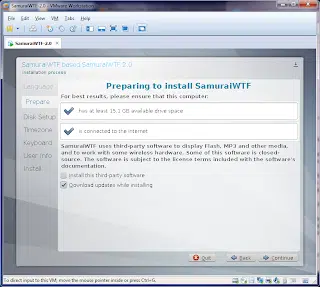 SamuraiWTF-2.0 - VMware Workstation
File Edit View VM Tabs Help
SamuraiWTF-2.0
SamuraiWTF beta1 SamuraiWTF-2.0
Installation process
Language
Prepare
Disk Setup
Timezone
Keyboard
User Info
Install
Preparing to install SamuraiWTF
For best results, please ensure that this computer:
has at least 15.1 GB available drive space
is connected to the Internet
SamuraiWTF uses third-party software to display Flash, MP3 and other media,
and to work with some wireless hardware. Some of this software is closed-
source. The software is subject to the license terms included with the software's
documentation.
Install this third-party software
Download updates while installing
Quit Back Continue
To direct input to this VM, move the mouse pointer inside or press Ctrl+G.